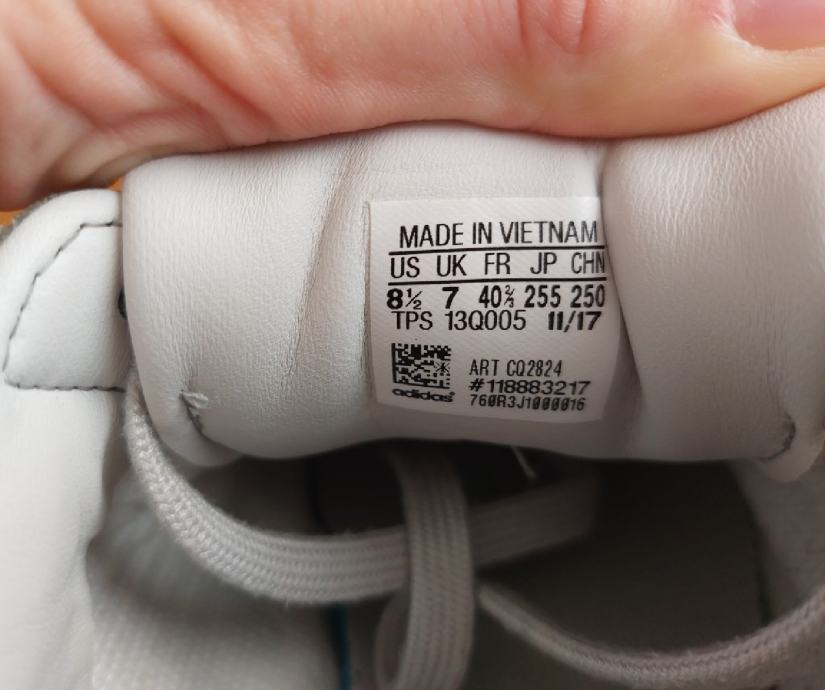 MADE IN VIETNAM
US UK FR JP CHN
8½ 7 40⅔ 255 250
TPS 13Q005 11/17
ART CQ2824
#118883217
adidas 760R3J1000016